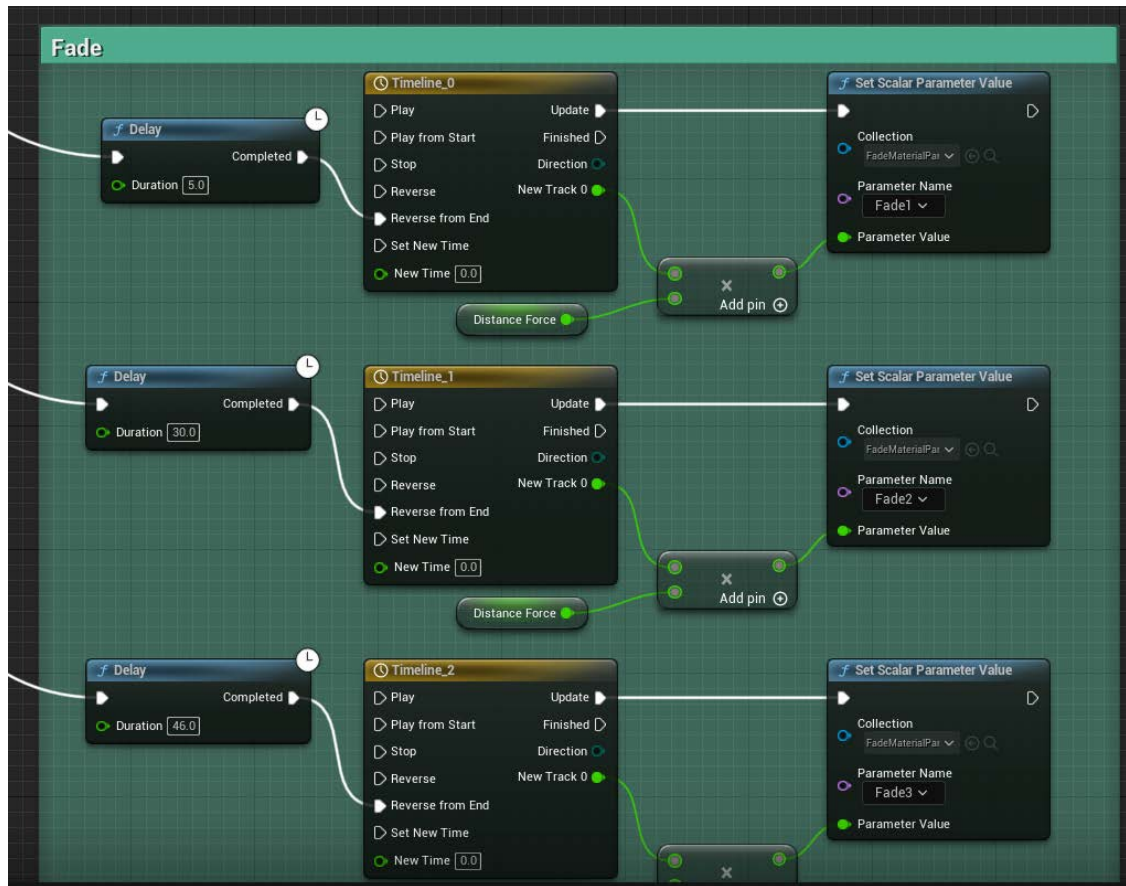 Fade
Timeline_0
Set Scalar Parameter Value
Play
Update
Play from Start
Finished
Collection
Delay
Stop
Direction
FadeMaterialPar
Completed
Reverse
New Track 0
Parameter Name
Duration 5.0
Fade1
Reverse from End
Set New Time
Parameter Value
New Time 0.0
×
Add pin
Distance Force
Delay
Timeline_1
Set Scalar Parameter Value
Completed
Play
Update
Duration 30.0
Play from Start
Finished
Collection
Stop
Direction
FadeMaterialPar
Reverse
New Track 0
Parameter Name
Fade2
Reverse from End
Set New Time
Parameter Value
New Time 0.0
×
Add pin
Distance Force
Delay
Timeline_2
Set Scalar Parameter Value
Completed
Play
Update
Duration 46.0
Play from Start
Finished
Collection
Stop
Direction
FadeMaterialPar
Reverse
New Track 0
Parameter Name
Fade3
Reverse from End
Set New Time
Parameter Value
New Time 0.0
×